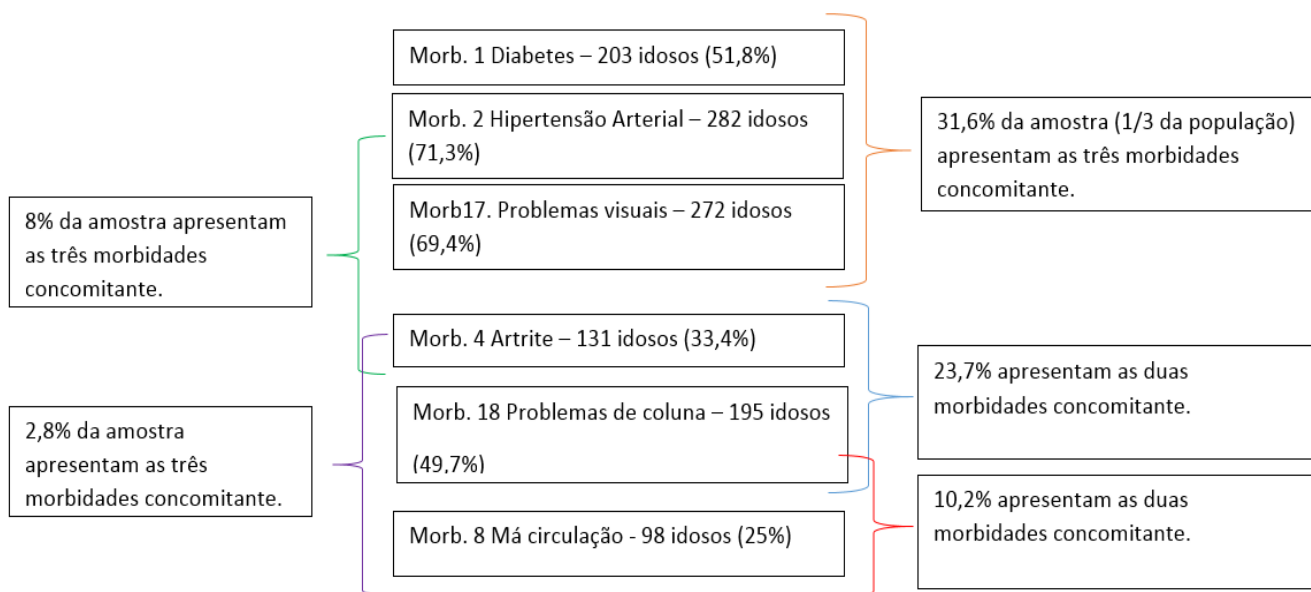 Morb. 1 Diabetes – 203 idosos (51,8%)
Morb. 2 Hipertensão Arterial – 282 idosos
(71,3%)
Morb17. Problemas visuais – 272 idosos
(69,4%)
31,6% da amostra (1/3 da população)
apresentam as três morbidades
concomitante.
8% da amostra apresentam
as três morbidades
concomitante.
Morb. 4 Artrite – 131 idosos (33,4%)
Morb. 18 Problemas de coluna – 195 idosos
(49,7%)
23,7% apresentam as duas
morbidades concomitante.
2,8% da amostra
apresentam as três
morbidades concomitante.
Morb. 8 Má circulação - 98 idosos (25%)
10,2% apresentam as duas
morbidades concomitante.